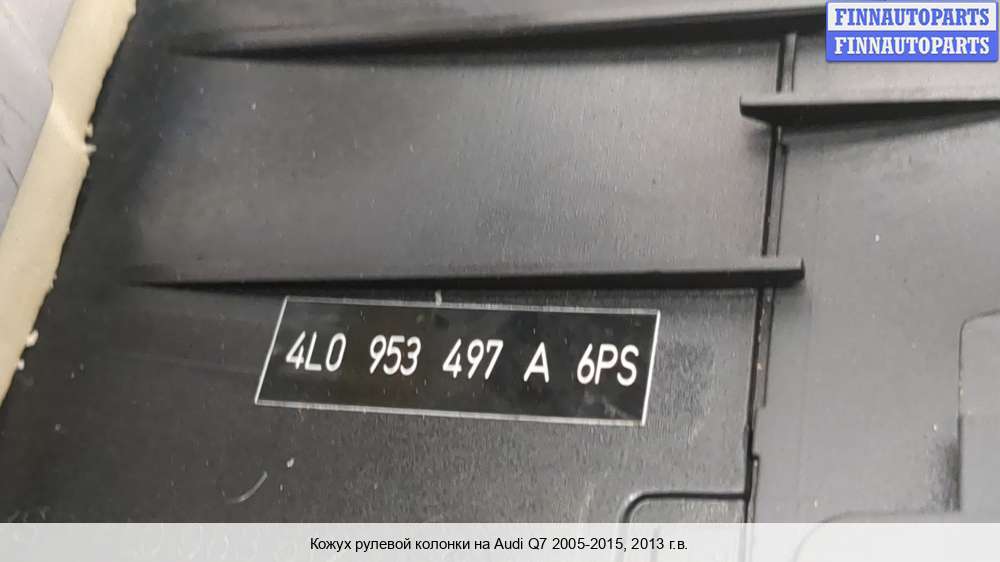 FINNAUTOPARTS
FINNAUTOPARTS
4L0 953 497 A 6PS
Кожух рулевой колонки на Audi Q7 2005-2015, 2013 г.в.